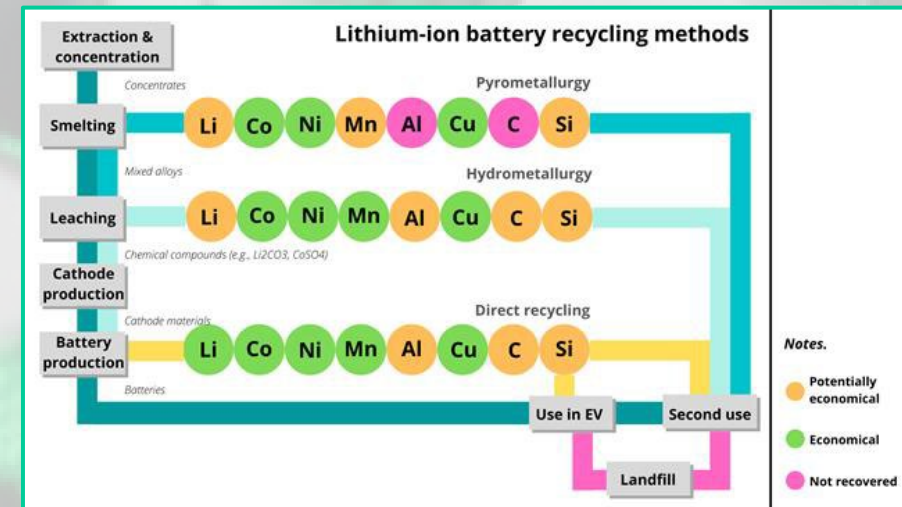 Extraction &
concentration
Lithium-ion battery recycling methods
Concentrates
Pyrometallurgy
Smelting
Li Co Ni Mn Al Cu C Si
Mixed alloys
Hydrometallurgy
Leaching
Li Co Ni Mn Al Cu C Si
Chemical compounds (e.g., Li2CO3, CoSO4)
Cathode
production
Direct recycling
Cathode materials
Battery
production
Li Co Ni Mn Al Cu C Si
Batteries
Use in EV
Second use
Landfill
Notes.
Potentially
economical
Economical
Not recovered